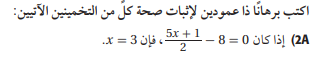 اكتب برهانًا ذا عمودين لإثبات صحة كلٍّ من التخمينين الآتيين:
2A) إذا كان 5x + 1/2 − 8 = 0، فإن x = 3.